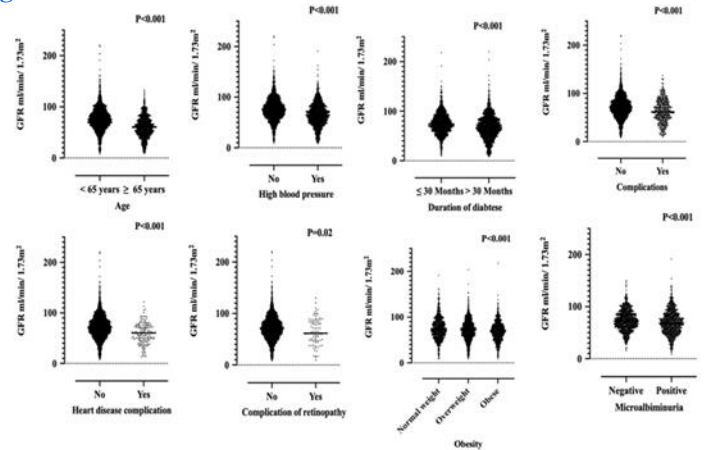 P<0.001
GFR ml/min/ 1.73m²
200
100
0
< 65 years ≥ 65 years
Age
P<0.001
GFR ml/min/ 1.73m²
200
100
0
No Yes
High blood pressure
P<0.001
GFR ml/min/ 1.73m²
200
100
0
≤ 30 Months > 30 Months
Duration of diabtese
P<0.001
GFR ml/min/ 1.73m²
200
100
0
No Yes
Complications
P<0.001
GFR ml/min/ 1.73m²
200
100
0
No Yes
Heart disease complication
P=0.02
GFR ml/min/ 1.73m²
200
100
0
No Yes
Complication of retinopathy
P<0.001
GFR ml/min/ 1.73m²
200
100
0
Normal weight Overweight Obese
Obesity
P<0.001
GFR ml/min/ 1.73m²
200
100
0
Negative Positive
Microalbiminuria